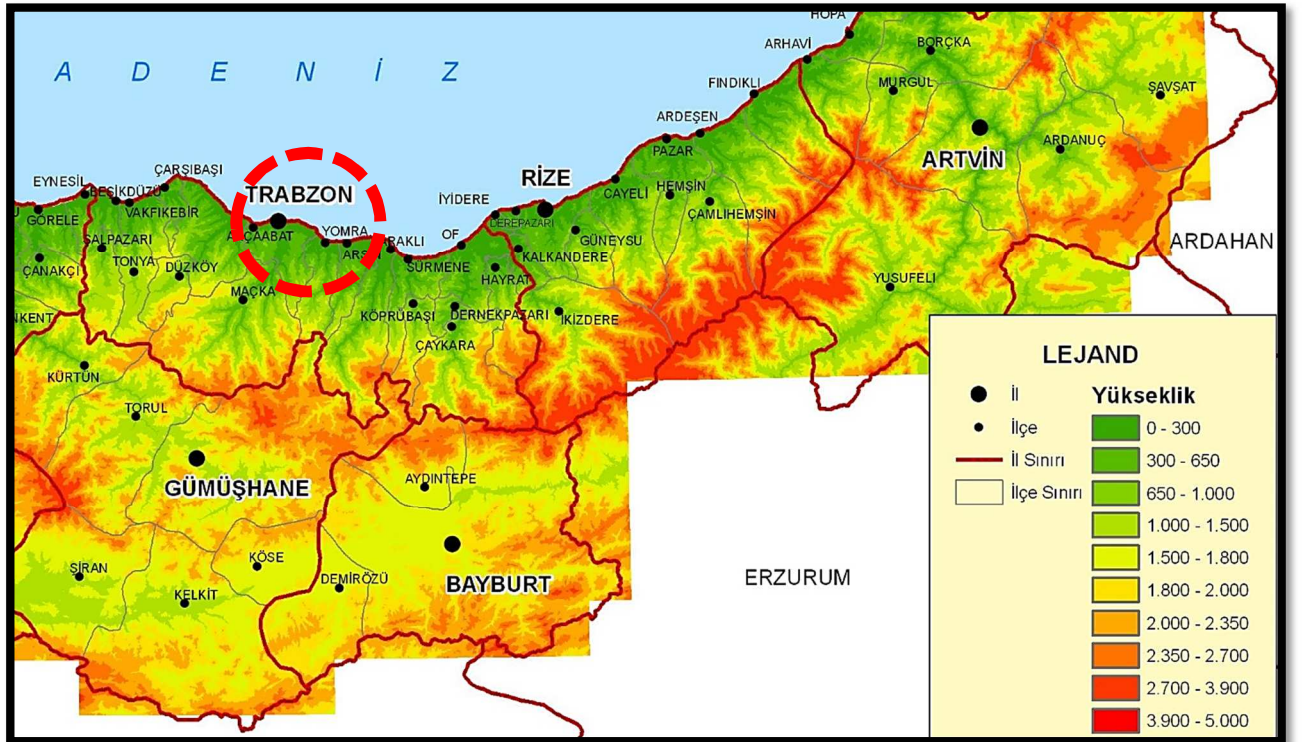 HOPA
ARHAVİ
BORÇKA
A D E N İ Z
FINDIKLI
MURGUL
ŞAVŞAT
ARDEŞEN
ARDANUÇ
PAZAR
ARTVİN
ÇARŞIBAŞI
EYNESİL
BEŞİKDÜZÜ
TRABZON
RİZE
HEMŞİN
ÇAYELİ
İYİDERE
ÇAMLIHEMŞİN
VAKFIKEBİR
GÖRELE
DEREPAZARI
AKÇAABAT
YOMRA
OF
GÜNEYSU
ARDAHAN
ŞALPAZARI
ARSİN
ARAKLI
KALKANDERE
ÇANAKÇI
TONYA
DÜZKÖY
SÜRMENE
HAYRAT
YUSUFELİ
MAÇKA
KÖPRÜBAŞI
DERNEKPAZARI
İKİZDERE
NKENT
ÇAYKARA
KÜRTÜN
TORUL
GÜMÜŞHANE
AYDINTEPE
KÖSE
ŞİRAN
DEMİRÖZÜ
BAYBURT
ERZURUM
KELKİT
LEJAND
İl
İlçe
İl Sınırı
İlçe Sınırı
Yükseklik
0 - 300
300 - 650
650 - 1.000
1.000 - 1.500
1.500 - 1.800
1.800 - 2.000
2.000 - 2.350
2.350 - 2.700
2.700 - 3.900
3.900 - 5.000